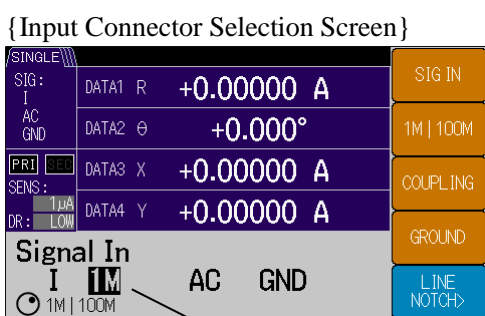 {Input Connector Selection Screen}
SINGLE
SIG:
I
AC
GND
DATA1 R +0.00000 A
DATA2 θ +0.000°
PRI SEC
DATA3 X +0.00000 A
SENS:
1μA
DATA4 Y +0.00000 A
DR: LOW
Signal In
I 1M AC GND
1M | 100M
SIG IN
1M | 100M
COUPLING
GROUND
LINE
NOTCH>